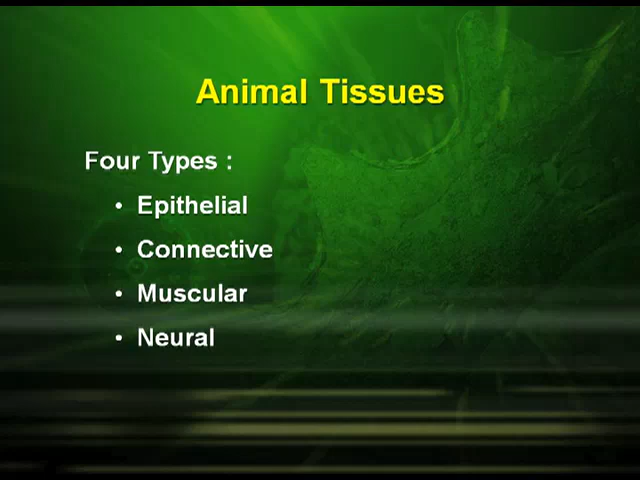 Animal Tissues
Four Types :
• Epithelial
• Connective
• Muscular
• Neural